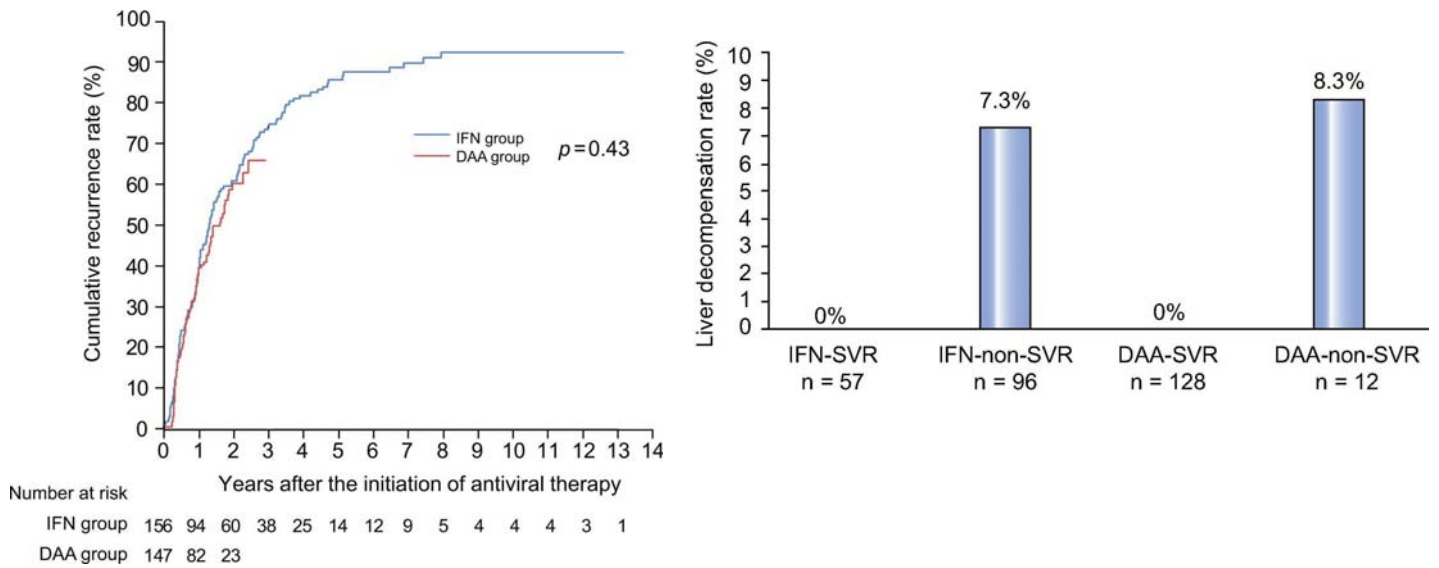 Cumulative recurrence rate (%)
100
90
80
70
60
50
40
30
20
10
0
IFN group
DAA group
p=0.43
0 1 2 3 4 5 6 7 8 9 10 11 12 13 14
Years after the initiation of antiviral therapy
Number at risk
IFN group 156 94 60 38 25 14 12 9 5 4 4 4 3 1
DAA group 147 82 23
Liver decompensation rate (%)
10
9
8
7
6
5
4
3
2
1
0
0%
7.3%
0%
8.3%
IFN-SVR IFN-non-SVR DAA-SVR DAA-non-SVR
n = 57 n = 96 n = 128 n = 12